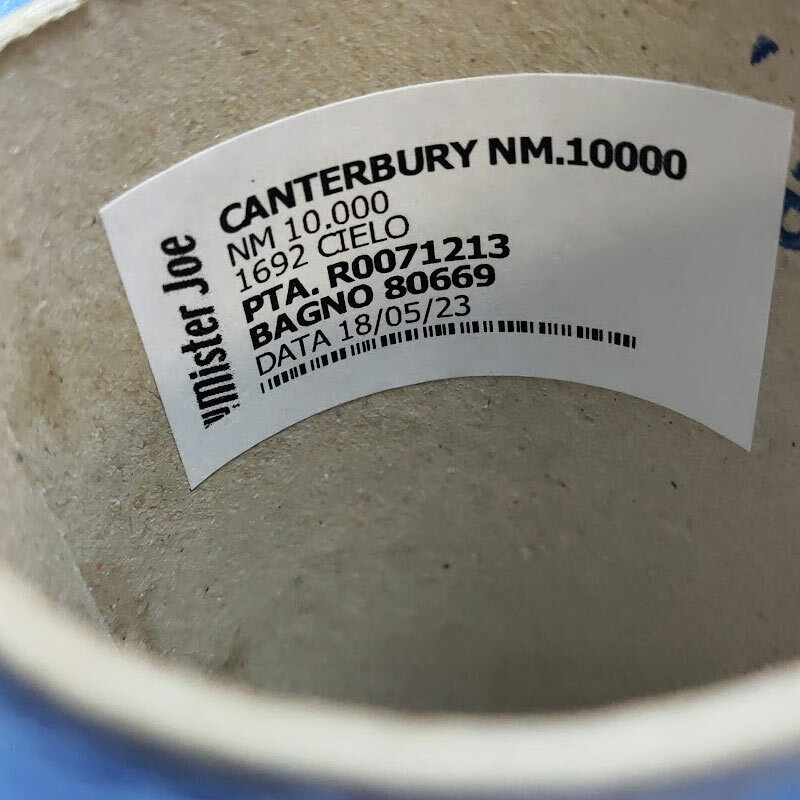 CANTERBURY NM.10000
NM 10.000
1692 CIELO
PTA. R0071213
BAGNO 80669
DATA 18/05/23
Mister Joe